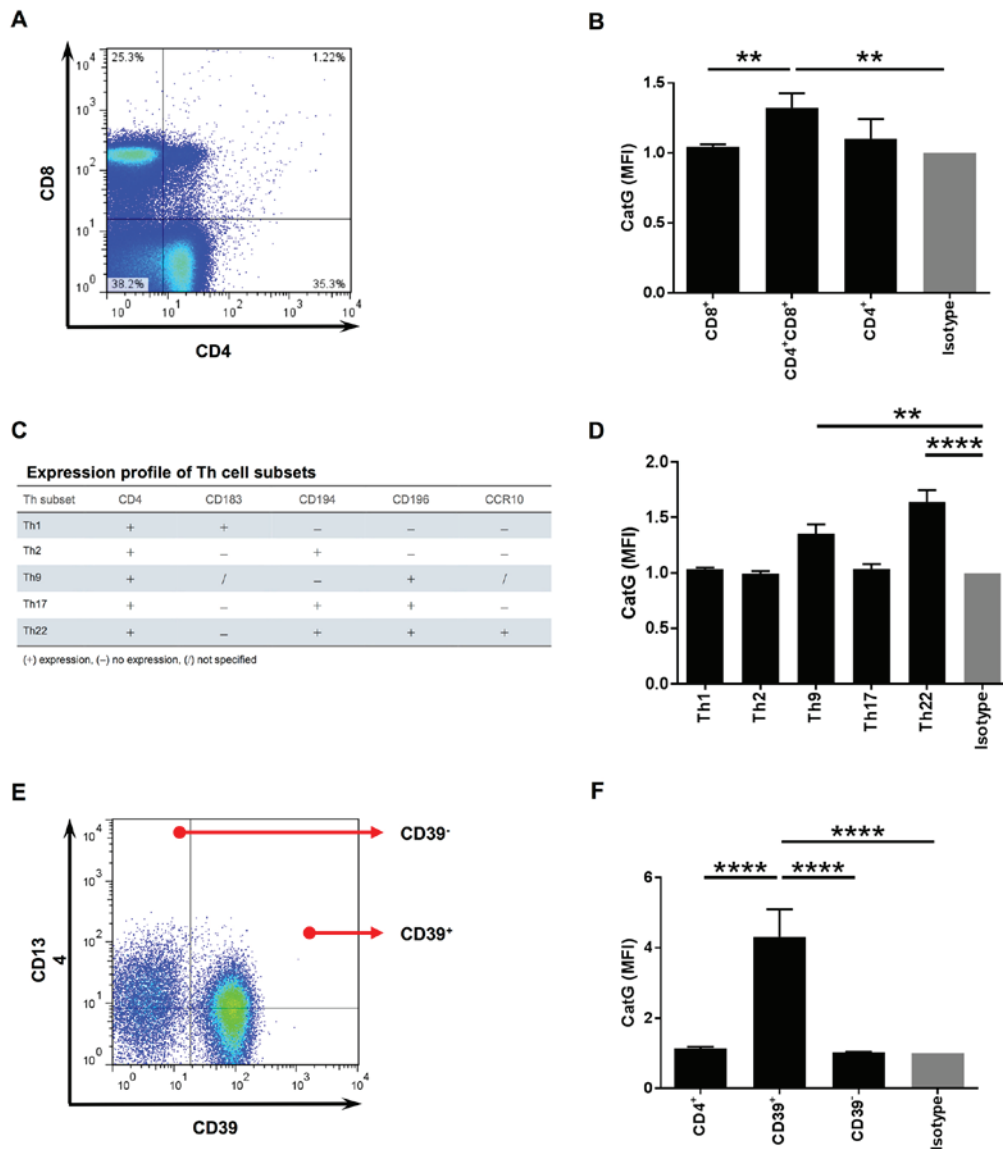 A
25.3%
1.22%
10^4
10^3
10^2
10^1
10^0
38.2%
35.3%
10^0 10^1 10^2 10^3 10^4
CD8
CD4
B
** **
1.5
1.0
0.5
0.0
CatG (MFI)
CD8⁺
CD4⁺CD8⁺
CD4⁺
Isotype
C
Expression profile of Th cell subsets
Th subset CD4 CD183 CD194 CD196 CCR10
Th1 + + – – –
Th2 + – + – –
Th9 + / – + /
Th17 + – + + –
Th22 + – + + +
(+) expression, (–) no expression, (/) not specified
D
**
****
2.0
1.5
1.0
0.5
0.0
CatG (MFI)
Th1
Th2
Th9
Th17
Th22
Isotype
E
10^4
10^3
10^2
10^1
10^0
10^0 10^1 10^2 10^3 10^4
CD13
4
CD39
CD39⁻
CD39⁺
F
****
**** ****
6
4
2
0
CatG (MFI)
CD4⁺
CD39⁺
CD39⁻
Isotype